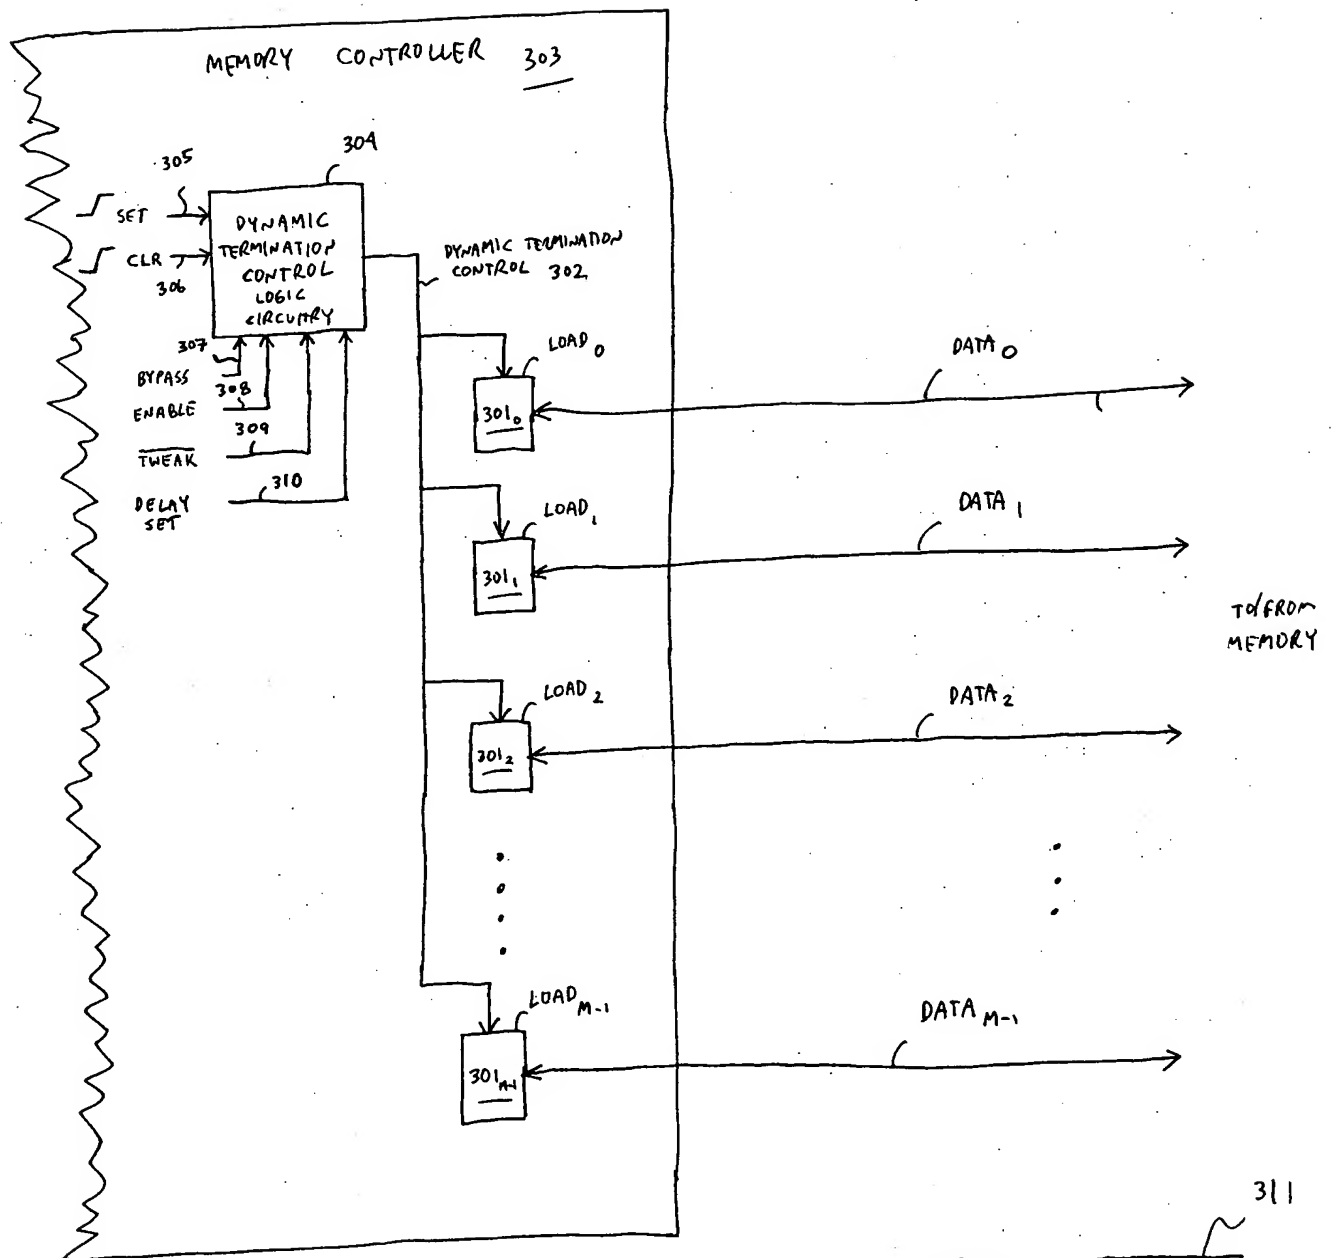 MEMORY CONTROLLER 303
304
305
SET
DYNAMIC
TERMINATION
CONTROL
LOGIC
CIRCUITRY
CLR
306
DYNAMIC TERMINATION
CONTROL 302
307
BYPASS
308
ENABLE
309
TWEAK
310
DELAY
SET
LOAD0
3010
DATA0
LOAD1
3011
DATA1
TO/FROM
MEMORY
LOAD2
3012
DATA2
LOADM-1
301M-1
DATAM-1
311